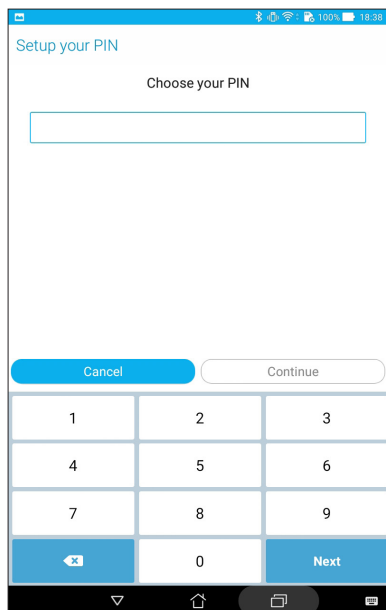 100% 18:38
Setup your PIN
Choose your PIN
Cancel Continue
1 2 3
4 5 6
7 8 9
0 Next